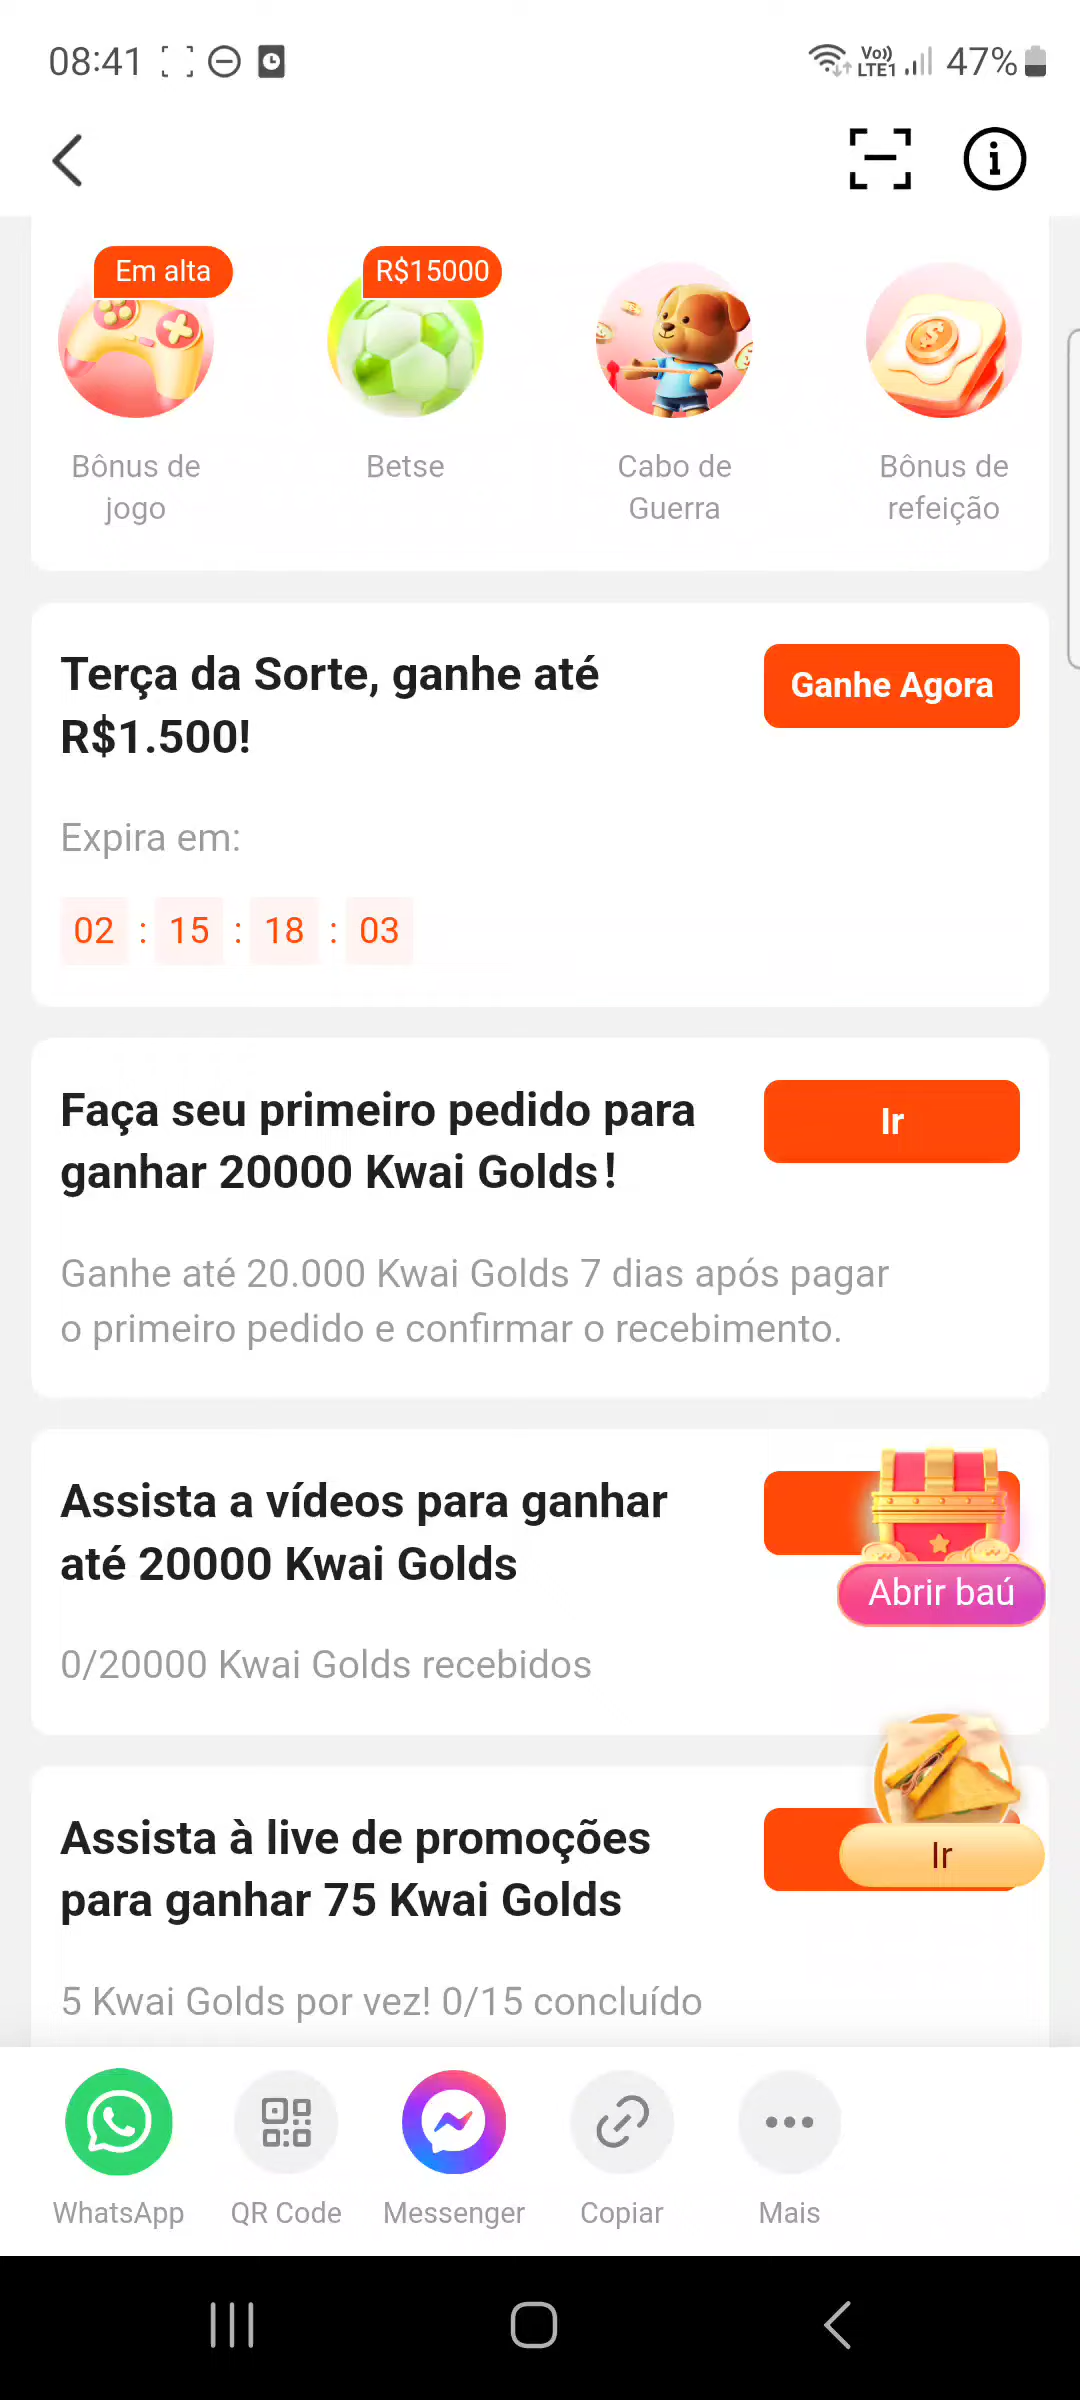 08:41
Vo))
LTE1
47%
Em alta
R$15000
Bônus de
jogo
Betse
Cabo de
Guerra
Bônus de
refeição
Terça da Sorte, ganhe até
R$1.500!
Ganhe Agora
Expira em:
02 : 15 : 18 : 03
Faça seu primeiro pedido para
ganhar 20000 Kwai Golds!
Ir
Ganhe até 20.000 Kwai Golds 7 dias após pagar
o primeiro pedido e confirmar o recebimento.
Assista a vídeos para ganhar
até 20000 Kwai Golds
Abrir baú
0/20000 Kwai Golds recebidos
Assista à live de promoções
para ganhar 75 Kwai Golds
Ir
5 Kwai Golds por vez! 0/15 concluído
WhatsApp
QR Code
Messenger
Copiar
Mais